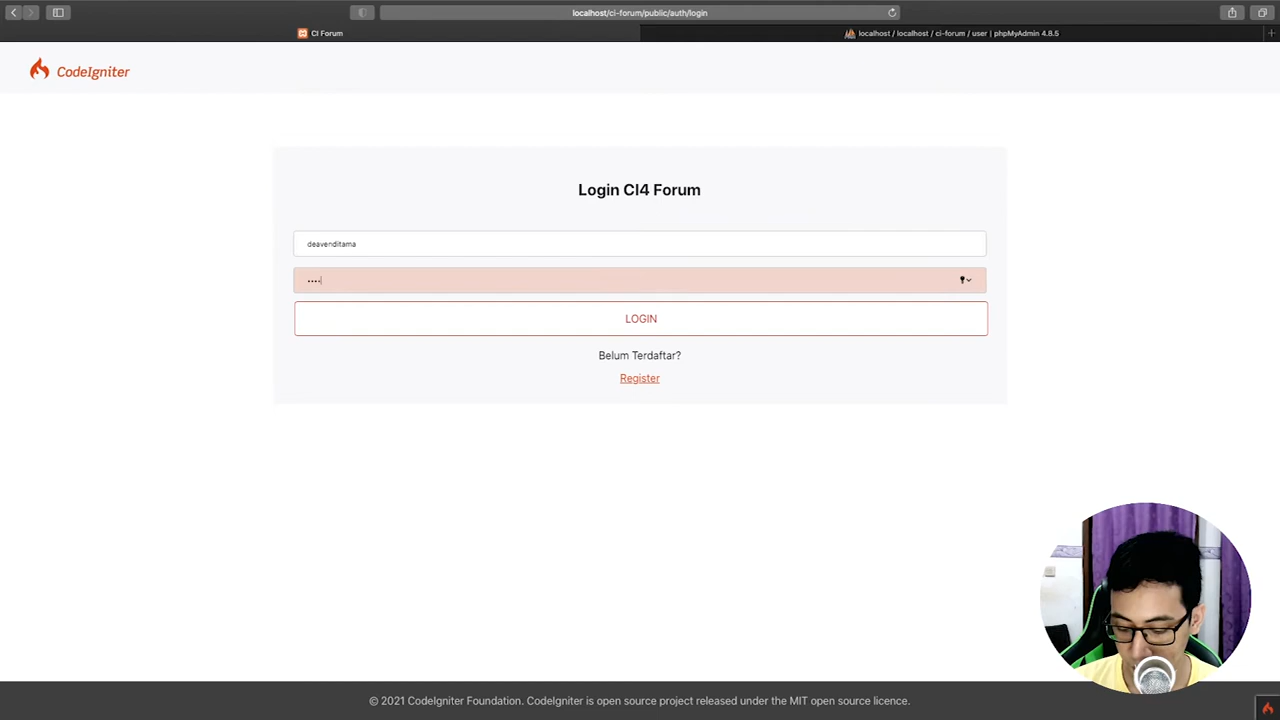 localhost/ci-forum/public/auth/login
CI Forum
localhost / localhost / ci-forum / user | phpMyAdmin 4.8.5
CodeIgniter
Login CI4 Forum
deavenditama
••••
LOGIN
Belum Terdaftar?
Register
© 2021 CodeIgniter Foundation. CodeIgniter is open source project released under the MIT open source licence.